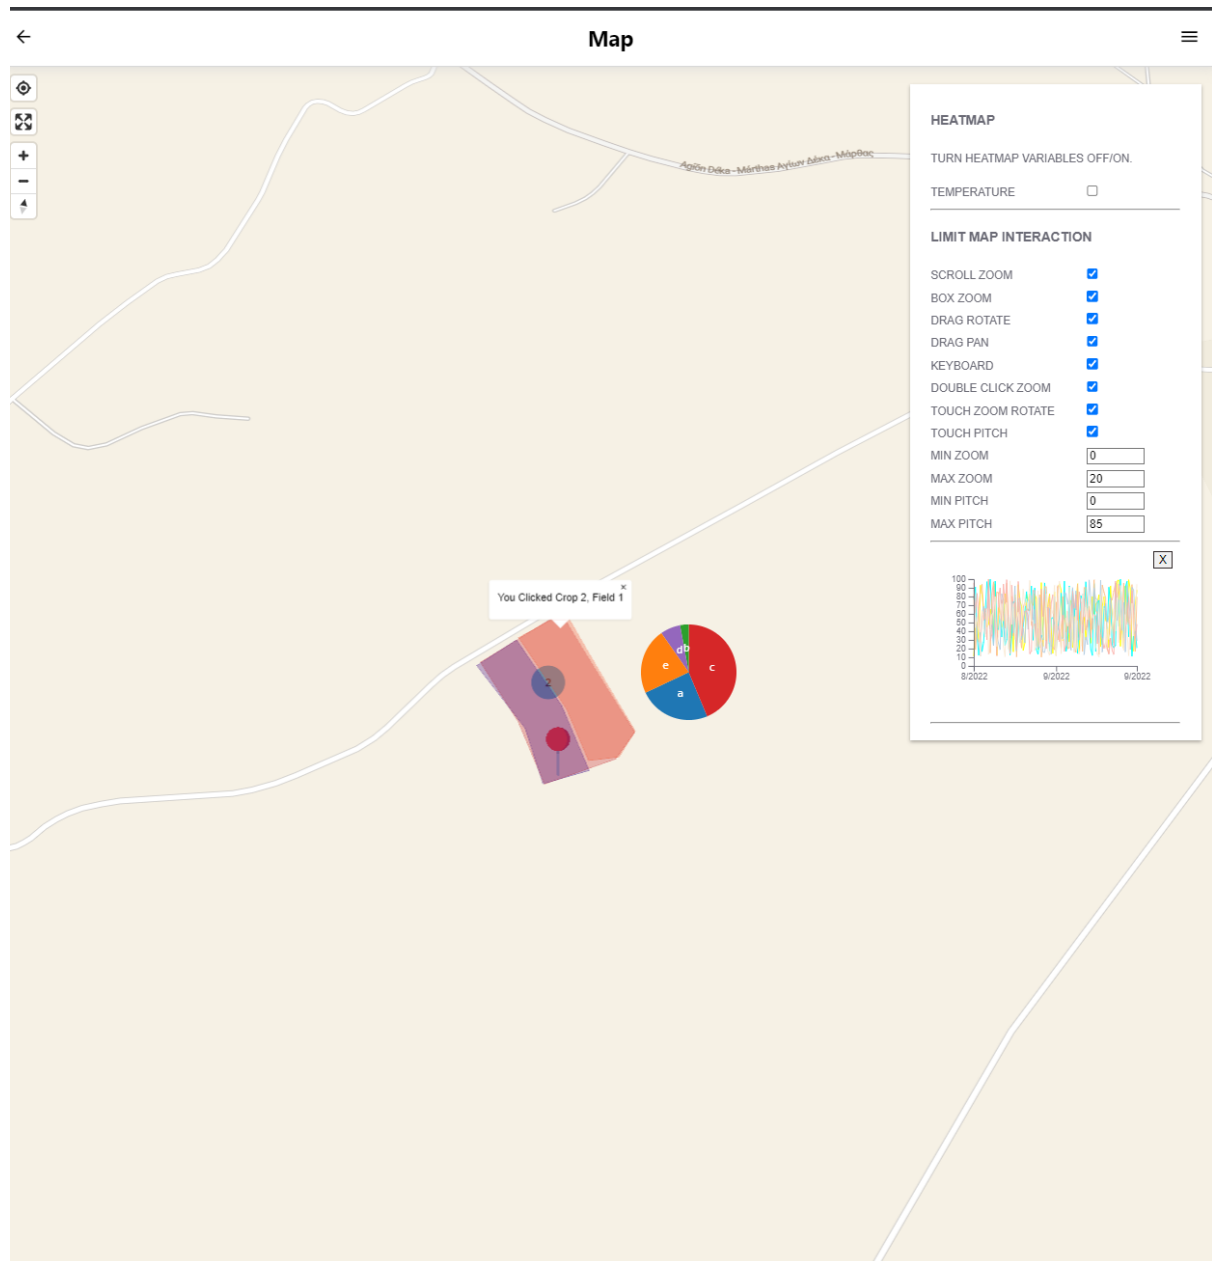 Map
Agíōn Déka - Márthas Αγίων Δέκα - Μάρθας
HEATMAP
TURN HEATMAP VARIABLES OFF/ON.
TEMPERATURE
LIMIT MAP INTERACTION
SCROLL ZOOM
BOX ZOOM
DRAG ROTATE
DRAG PAN
KEYBOARD
DOUBLE CLICK ZOOM
TOUCH ZOOM ROTATE
TOUCH PITCH
MIN ZOOM 0
MAX ZOOM 20
MIN PITCH 0
MAX PITCH 85
X
100
90
80
70
60
50
40
30
20
10
0
8/2022 9/2022 9/2022
×
You Clicked Crop 2, Field 1
2
d b
e c
a